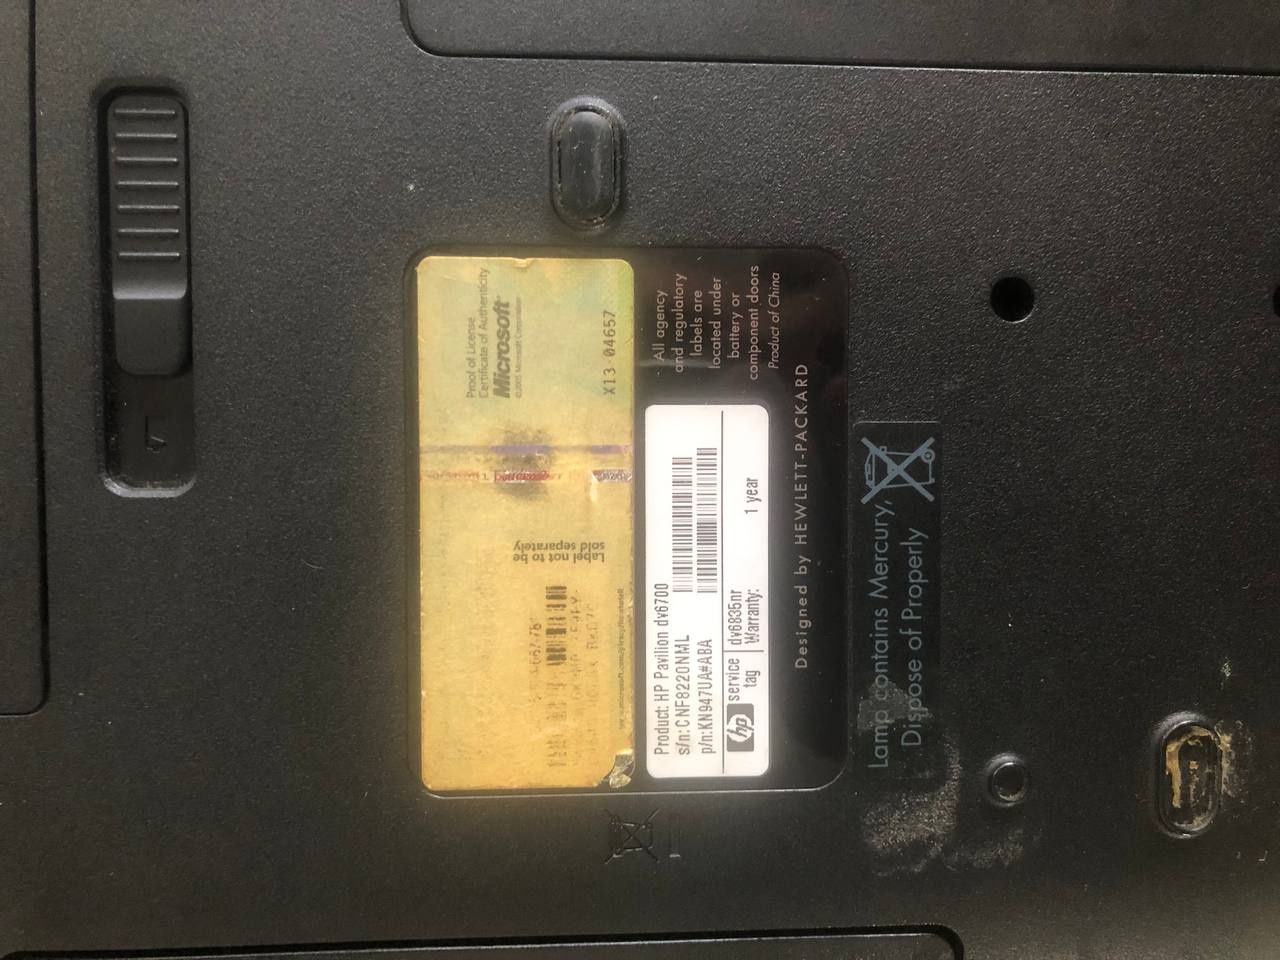 Proof of License
Certificate of Authenticity
Microsoft
X13-04657
Label not to be
sold separately
All agency
and regulatory
labels are
located under
battery or
component doors
Product of China
Product: HP Pavilion dv6700
s/n: CNF8220NML
p/n: KN947UA#ABA
hp
service
tag
dv6835nr
Warranty: 1 year
Designed by HEWLETT-PACKARD
Lamp contains Mercury,
Dispose of Properly